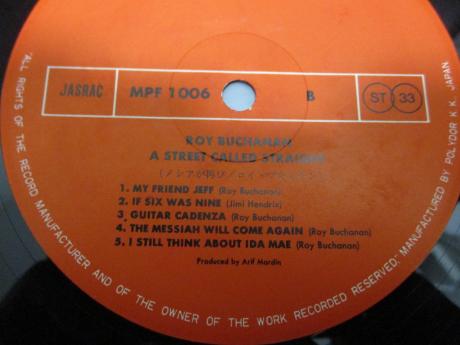 JASRAC MPF 1006 B ST 33
ROY BUCHANAN
A STREET CALLED STRAIGHT
1. MY FRIEND JEFF (Roy Buchanan)
2. IF SIX WAS NINE (Jimi Hendrix)
3. GUITAR CADENZA (Roy Buchanan)
4. THE MESSIAH WILL COME AGAIN (Roy Buchanan)
5. I STILL THINK ABOUT IDA MAE (Roy Buchanan)
Produced by Arif Mardin
"ALL RIGHTS OF THE RECORD MANUFACTURER AND OF THE OWNER OF THE WORK RECORDED RESERVED; MANUFACTURED BY POLYDOR K.K. JAPAN.